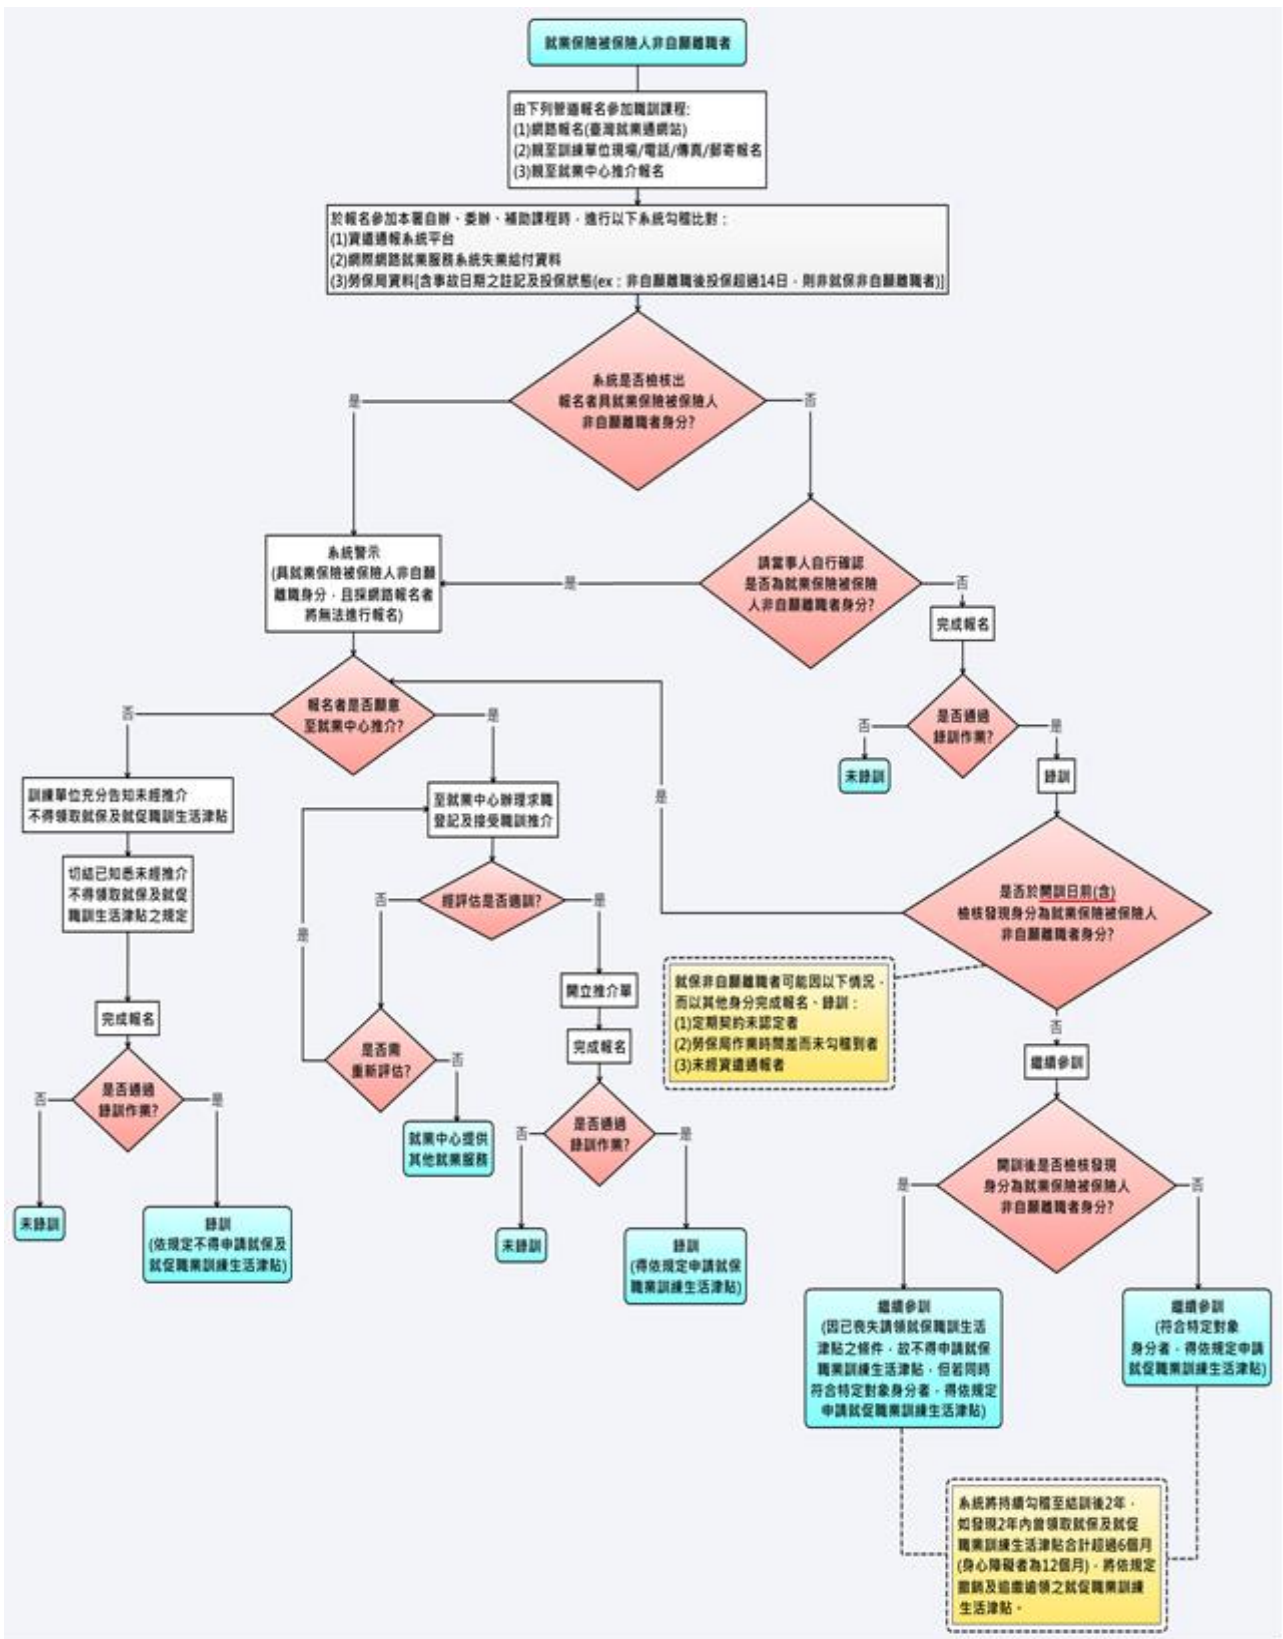 就業保險被保險人非自願離職者
由下列管道報名參加職訓課程:
(1)網路報名(臺灣就業通網站)
(2)親至訓練單位現場/電話/傳真/郵寄報名
(3)親至就業中心推介報名
於報名參加本署自辦、委辦、補助課程時，進行以下系統勾稽比對：
(1)資遣通報系統平台
(2)網際網路就業服務系統失業給付資料
(3)勞保局資料[含事故日期之註記及投保狀態(ex：非自願離職後投保超過14日，則非就保非自願離職者)]
系統是否檢核出
報名者具就業保險被保險人
非自願離職者身分?
是
否
系統警示
(具就業保險被保險人非自願
離職身分，且採網路報名者
將無法進行報名)
請當事人自行確認
是否為就業保險被保險
人非自願離職者身分?
是
否
完成報名
報名者是否願意
至就業中心推介?
否
是
是否通過
錄訓作業?
否
是
未錄訓
錄訓
訓練單位充分告知未經推介
不得領取就保及就促職訓生活津貼
至就業中心辦理求職
登記及接受職訓推介
是
切結已知悉未經推介
不得領取就保及就促
職訓生活津貼之規定
經評估是否適訓?
否
是
是
是否於開訓日前(含)
檢核發現身分為就業保險被保險人
非自願離職者身分?
就保非自願離職者可能因以下情況，
而以其他身分完成報名、錄訓：
(1)定期契約未認定者
(2)勞保局作業時間差而未勾稽到者
(3)未經資遣通報者
開立推介單
完成報名
完成報名
否
繼續參訓
是否需
重新評估?
否
是否通過
錄訓作業?
否
是
就業中心提供
其他就業服務
是否通過
錄訓作業?
否
是
開訓後是否檢核發現
身分為就業保險被保險人
非自願離職者身分?
是
否
未錄訓
錄訓
(依規定不得申請就保及
就促職業訓練生活津貼)
未錄訓
錄訓
(得依規定申請就保
職業訓練生活津貼)
繼續參訓
(因已喪失請領就保職訓生活
津貼之條件，故不得申請就保
職業訓練生活津貼，但若同時
符合特定對象身分者，得依規定
申請就促職業訓練生活津貼)
繼續參訓
(符合特定對象
身分者，得依規定申請
就促職業訓練生活津貼)
系統將持續勾稽至結訓後2年，
如發現2年內曾領取就保及就促
職業訓練生活津貼合計超過6個月
(身心障礙者為12個月)，將依規定
撤銷及追繳逾領之就促職業訓練
生活津貼。